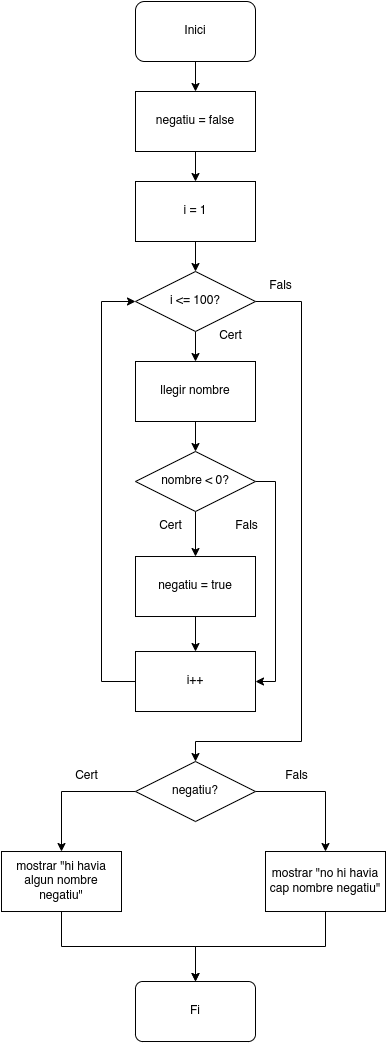 Inici
negatiu = false
i = 1
i <= 100?
Fals
Cert
llegir nombre
nombre < 0?
Cert
Fals
negatiu = true
i++
Cert
negatiu?
Fals
mostrar "hi havia
algun nombre
negatiu"
mostrar "no hi havia
cap nombre negatiu"
Fi